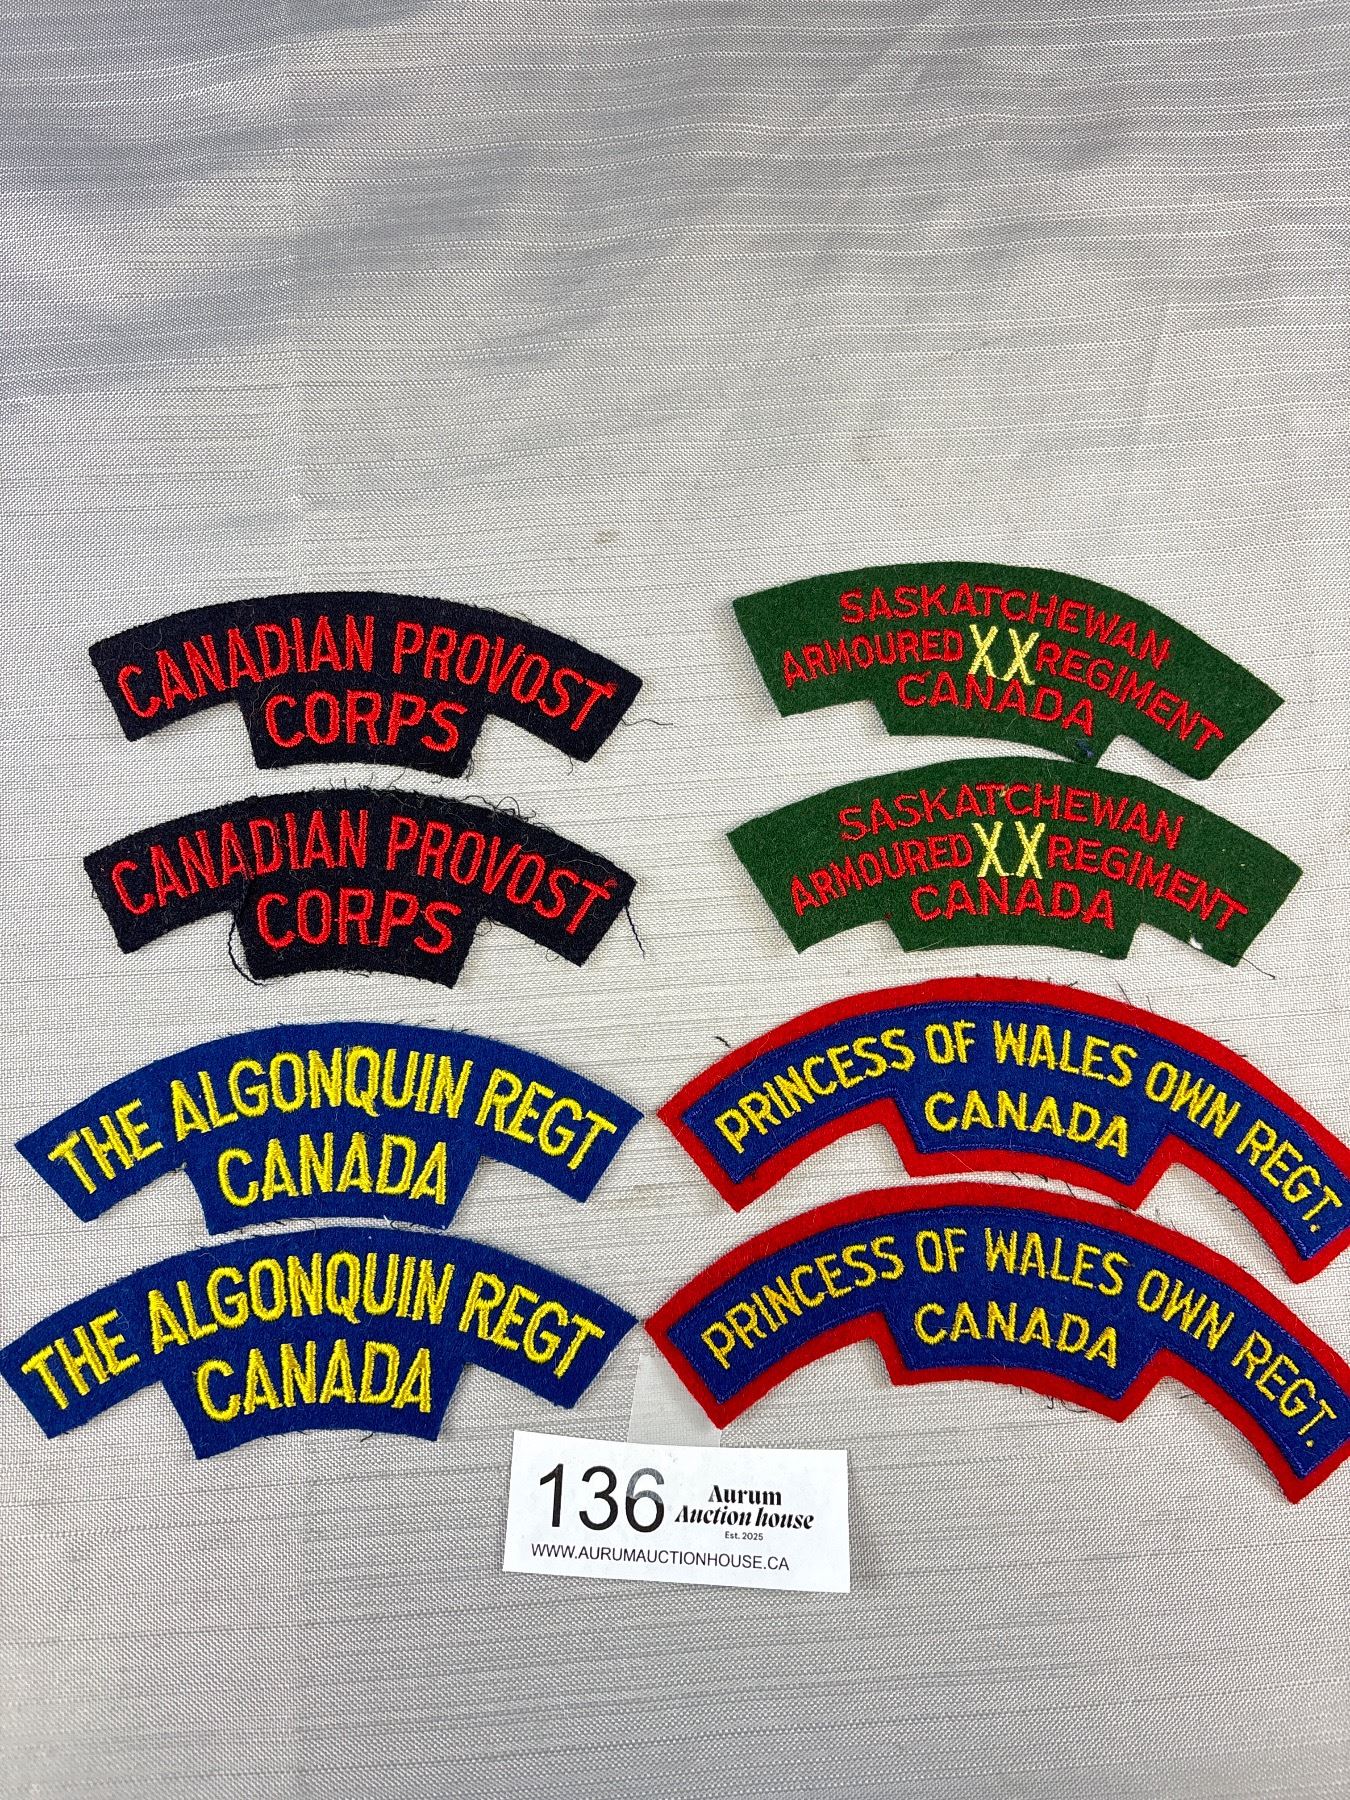 CANADIAN PROVOST
CORPS
CANADIAN PROVOST
CORPS
THE ALGONQUIN REGT
CANADA
THE ALGONQUIN REGT
CANADA
SASKATCHEWAN
ARMOURED XX REGIMENT
CANADA
SASKATCHEWAN
ARMOURED XX REGIMENT
CANADA
PRINCESS OF WALES OWN REGT.
CANADA
PRINCESS OF WALES OWN REGT.
CANADA
136
Aurum
Auction house
Est. 2025
WWW.AURUMAUCTIONHOUSE.CA